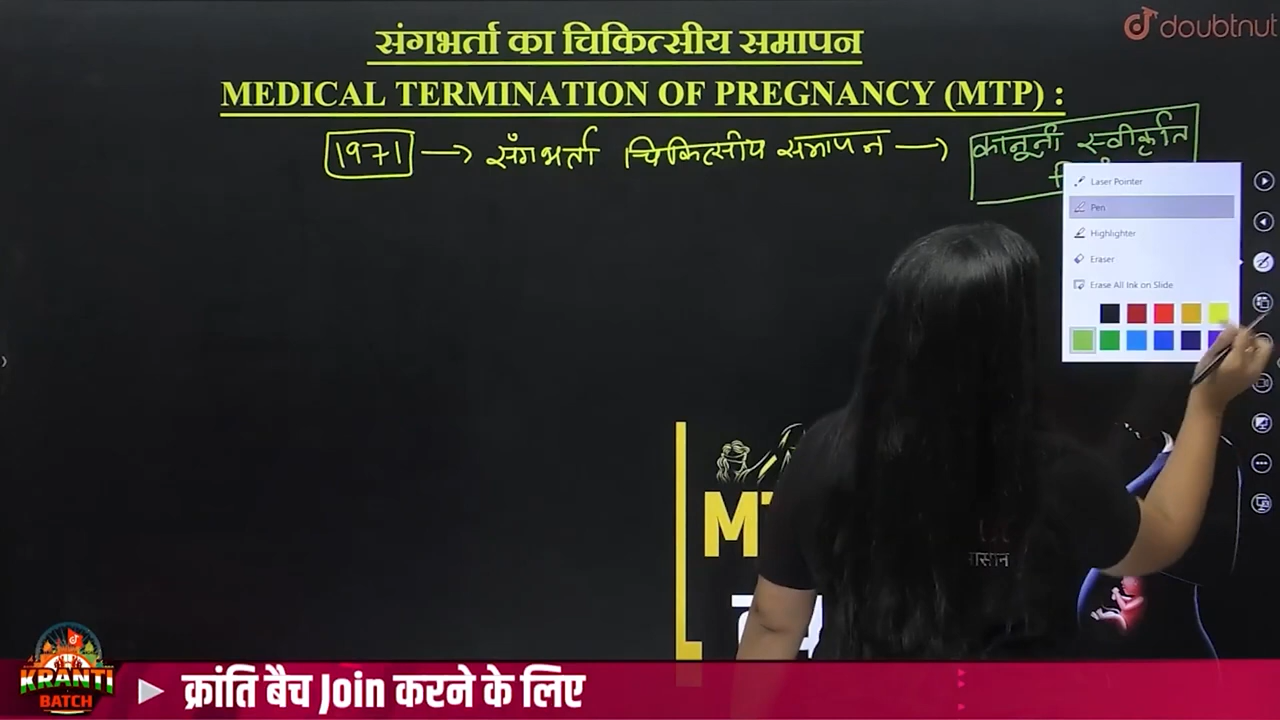 doubtnut
संगभर्ता का चिकित्सीय समापन
MEDICAL TERMINATION OF PREGNANCY (MTP) :
1971 → संगभर्ता चिकित्सीय समापन → कानूनी स्वीकृति
Laser Pointer
Pen
Highlighter
Eraser
Erase All Ink on Slide
KRANTI
BATCH
क्रांति बैच Join करने के लिए